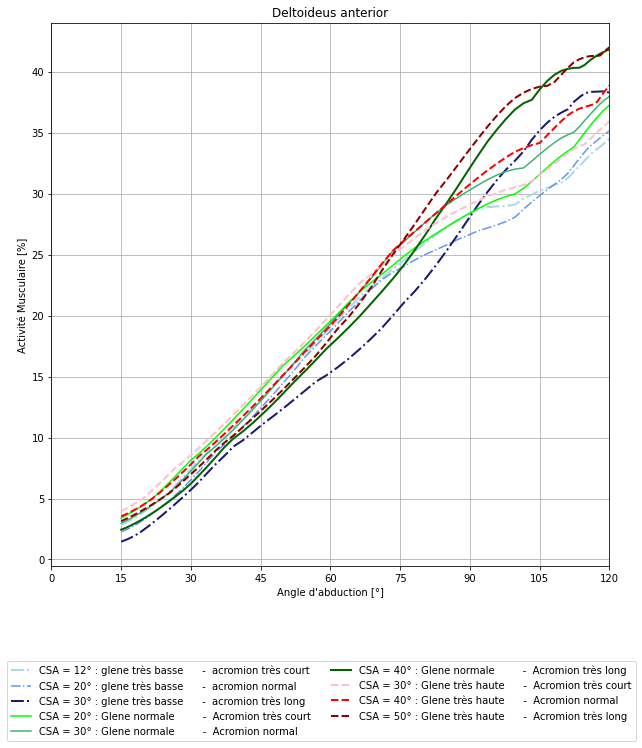 Deltoideus anterior
Activité Musculaire [%]
40
35
30
25
20
15
10
5
0
0 15 30 45 60 75 90 105 120
Angle d'abduction [°]
CSA = 12° : glene très basse - acromion très court
CSA = 20° : glene très basse - acromion normal
CSA = 30° : glene très basse - acromion très long
CSA = 20° : Glene normale - Acromion très court
CSA = 30° : Glene normale - Acromion normal
CSA = 40° : Glene normale - Acromion très long
CSA = 30° : Glene très haute - Acromion très court
CSA = 40° : Glene très haute - Acromion normal
CSA = 50° : Glene très haute - Acromion très long